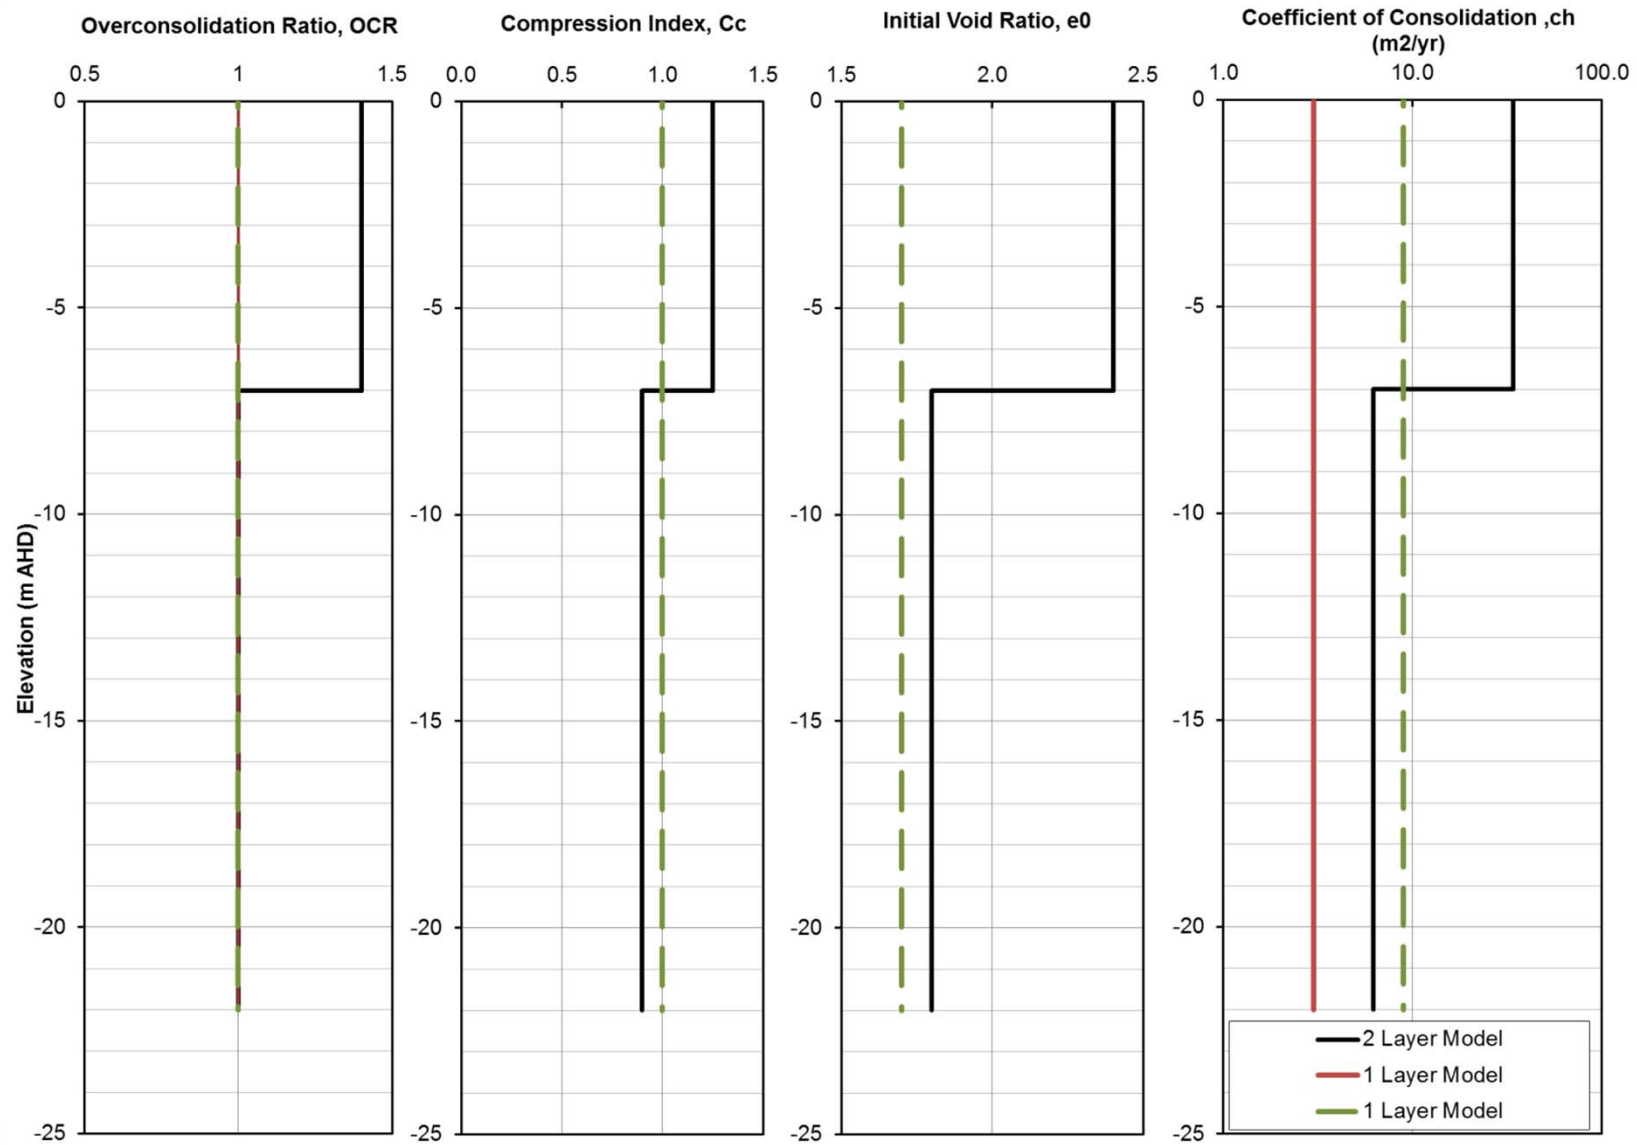 Overconsolidation Ratio, OCR
0.5 1 1.5
0
-5
-10
-15
-20
-25
Elevation (m AHD)
Compression Index, Cc
0.0 0.5 1.0 1.5
0
-5
-10
-15
-20
-25
Initial Void Ratio, e0
1.5 2.0 2.5
0
-5
-10
-15
-20
-25
Coefficient of Consolidation ,ch
(m2/yr)
1.0 10.0 100.0
0
-5
-10
-15
-20
-25
2 Layer Model
1 Layer Model
1 Layer Model